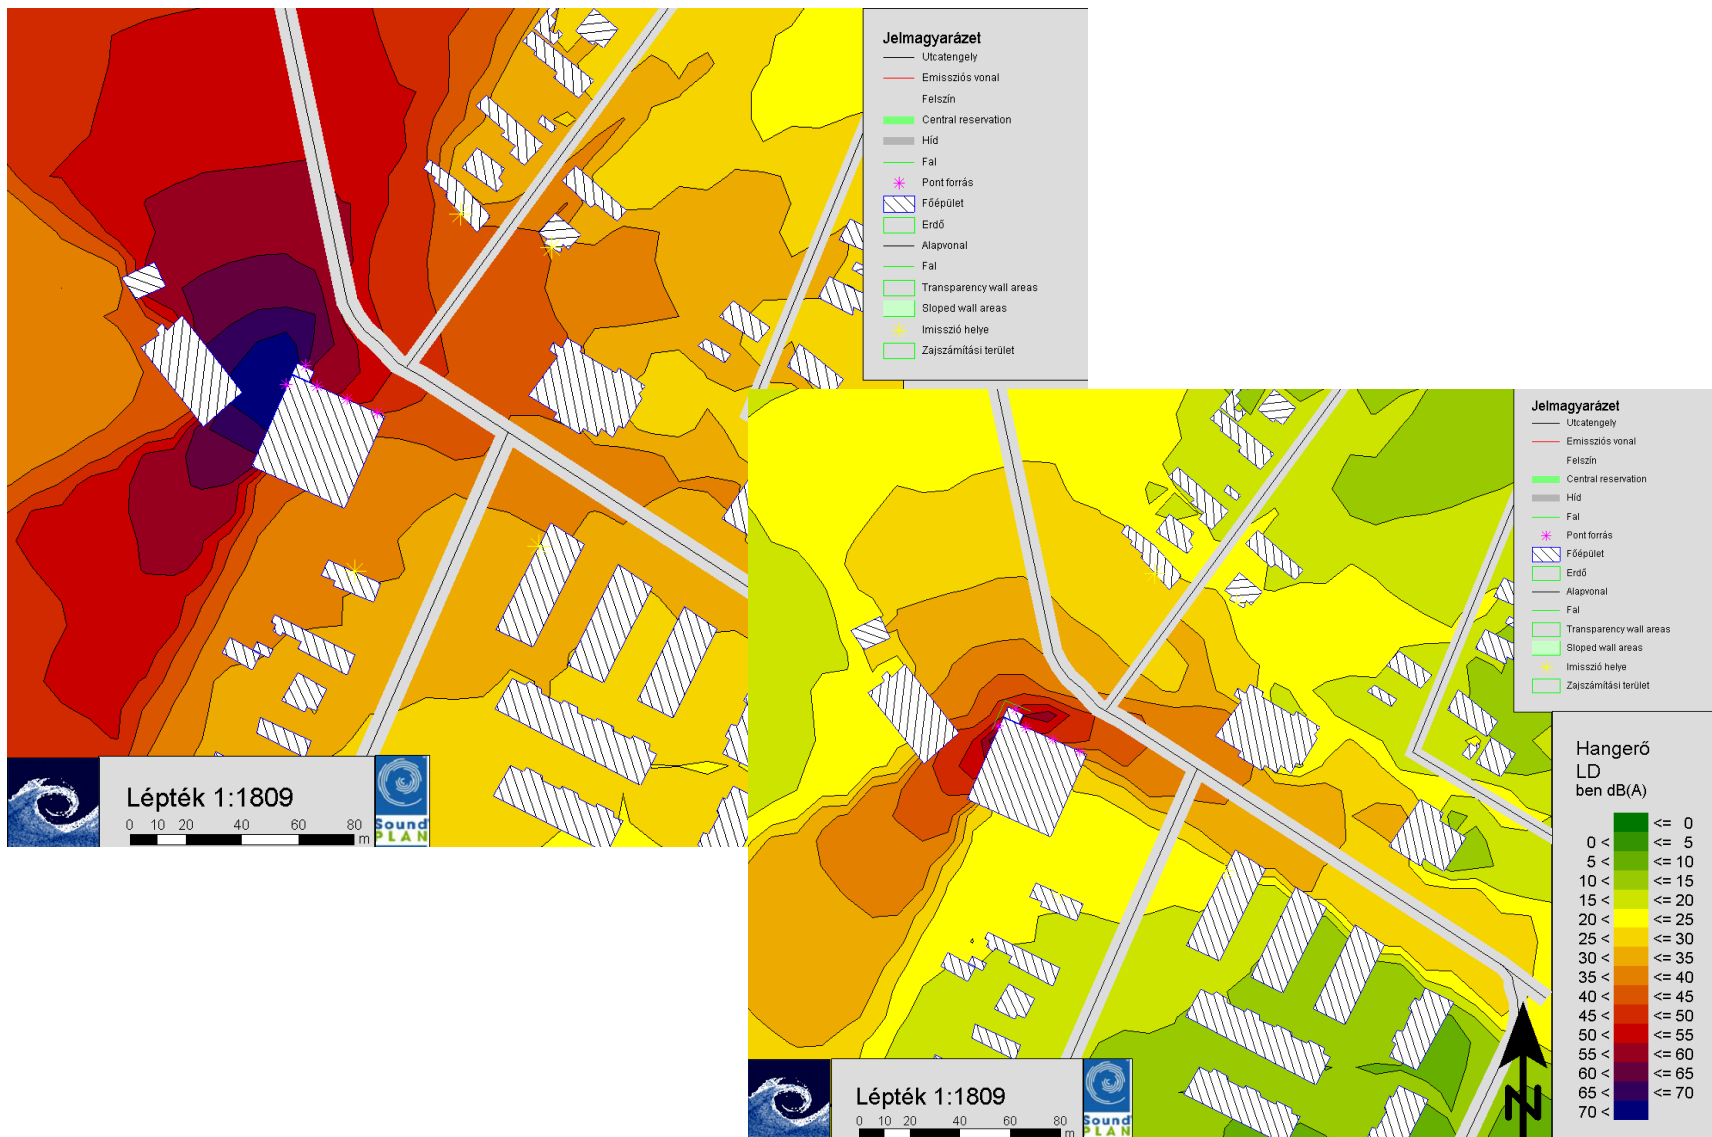 Jelmagyarázet
Utcatengely
Emissziós vonal
Felszín
Central reservation
Híd
Fal
Pont forrás
Főépület
Erdő
Alapvonal
Fal
Transparency wall areas
Sloped wall areas
Imisszió helye
Zajszámítási terület
Lépték 1:1809
0 10 20 40 60 80
m
Sound
PLAN
Jelmagyarázet
Utcatengely
Emissziós vonal
Felszín
Central reservation
Híd
Fal
Pont forrás
Főépület
Erdő
Alapvonal
Fal
Transparency wall areas
Sloped wall areas
Imisszió helye
Zajszámítási terület
Hangerő
LD
ben dB(A)
<= 0
0 < <= 5
5 < <= 10
10 < <= 15
15 < <= 20
20 < <= 25
25 < <= 30
30 < <= 35
35 < <= 40
40 < <= 45
45 < <= 50
50 < <= 55
55 < <= 60
60 < <= 65
65 < <= 70
70 <
N
Lépték 1:1809
0 10 20 40 60 80
m
Sound
PLAN